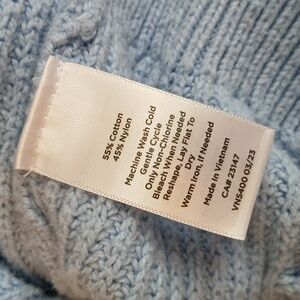 55% Cotton
45% Nylon
Machine Wash Cold
Gentle Cycle
Only Non-Chlorine
Bleach When Needed
Reshape, Lay Flat To
Dry
Warm Iron, If Needed
Made in Vietnam
CA# 23147
VNS400 03/23